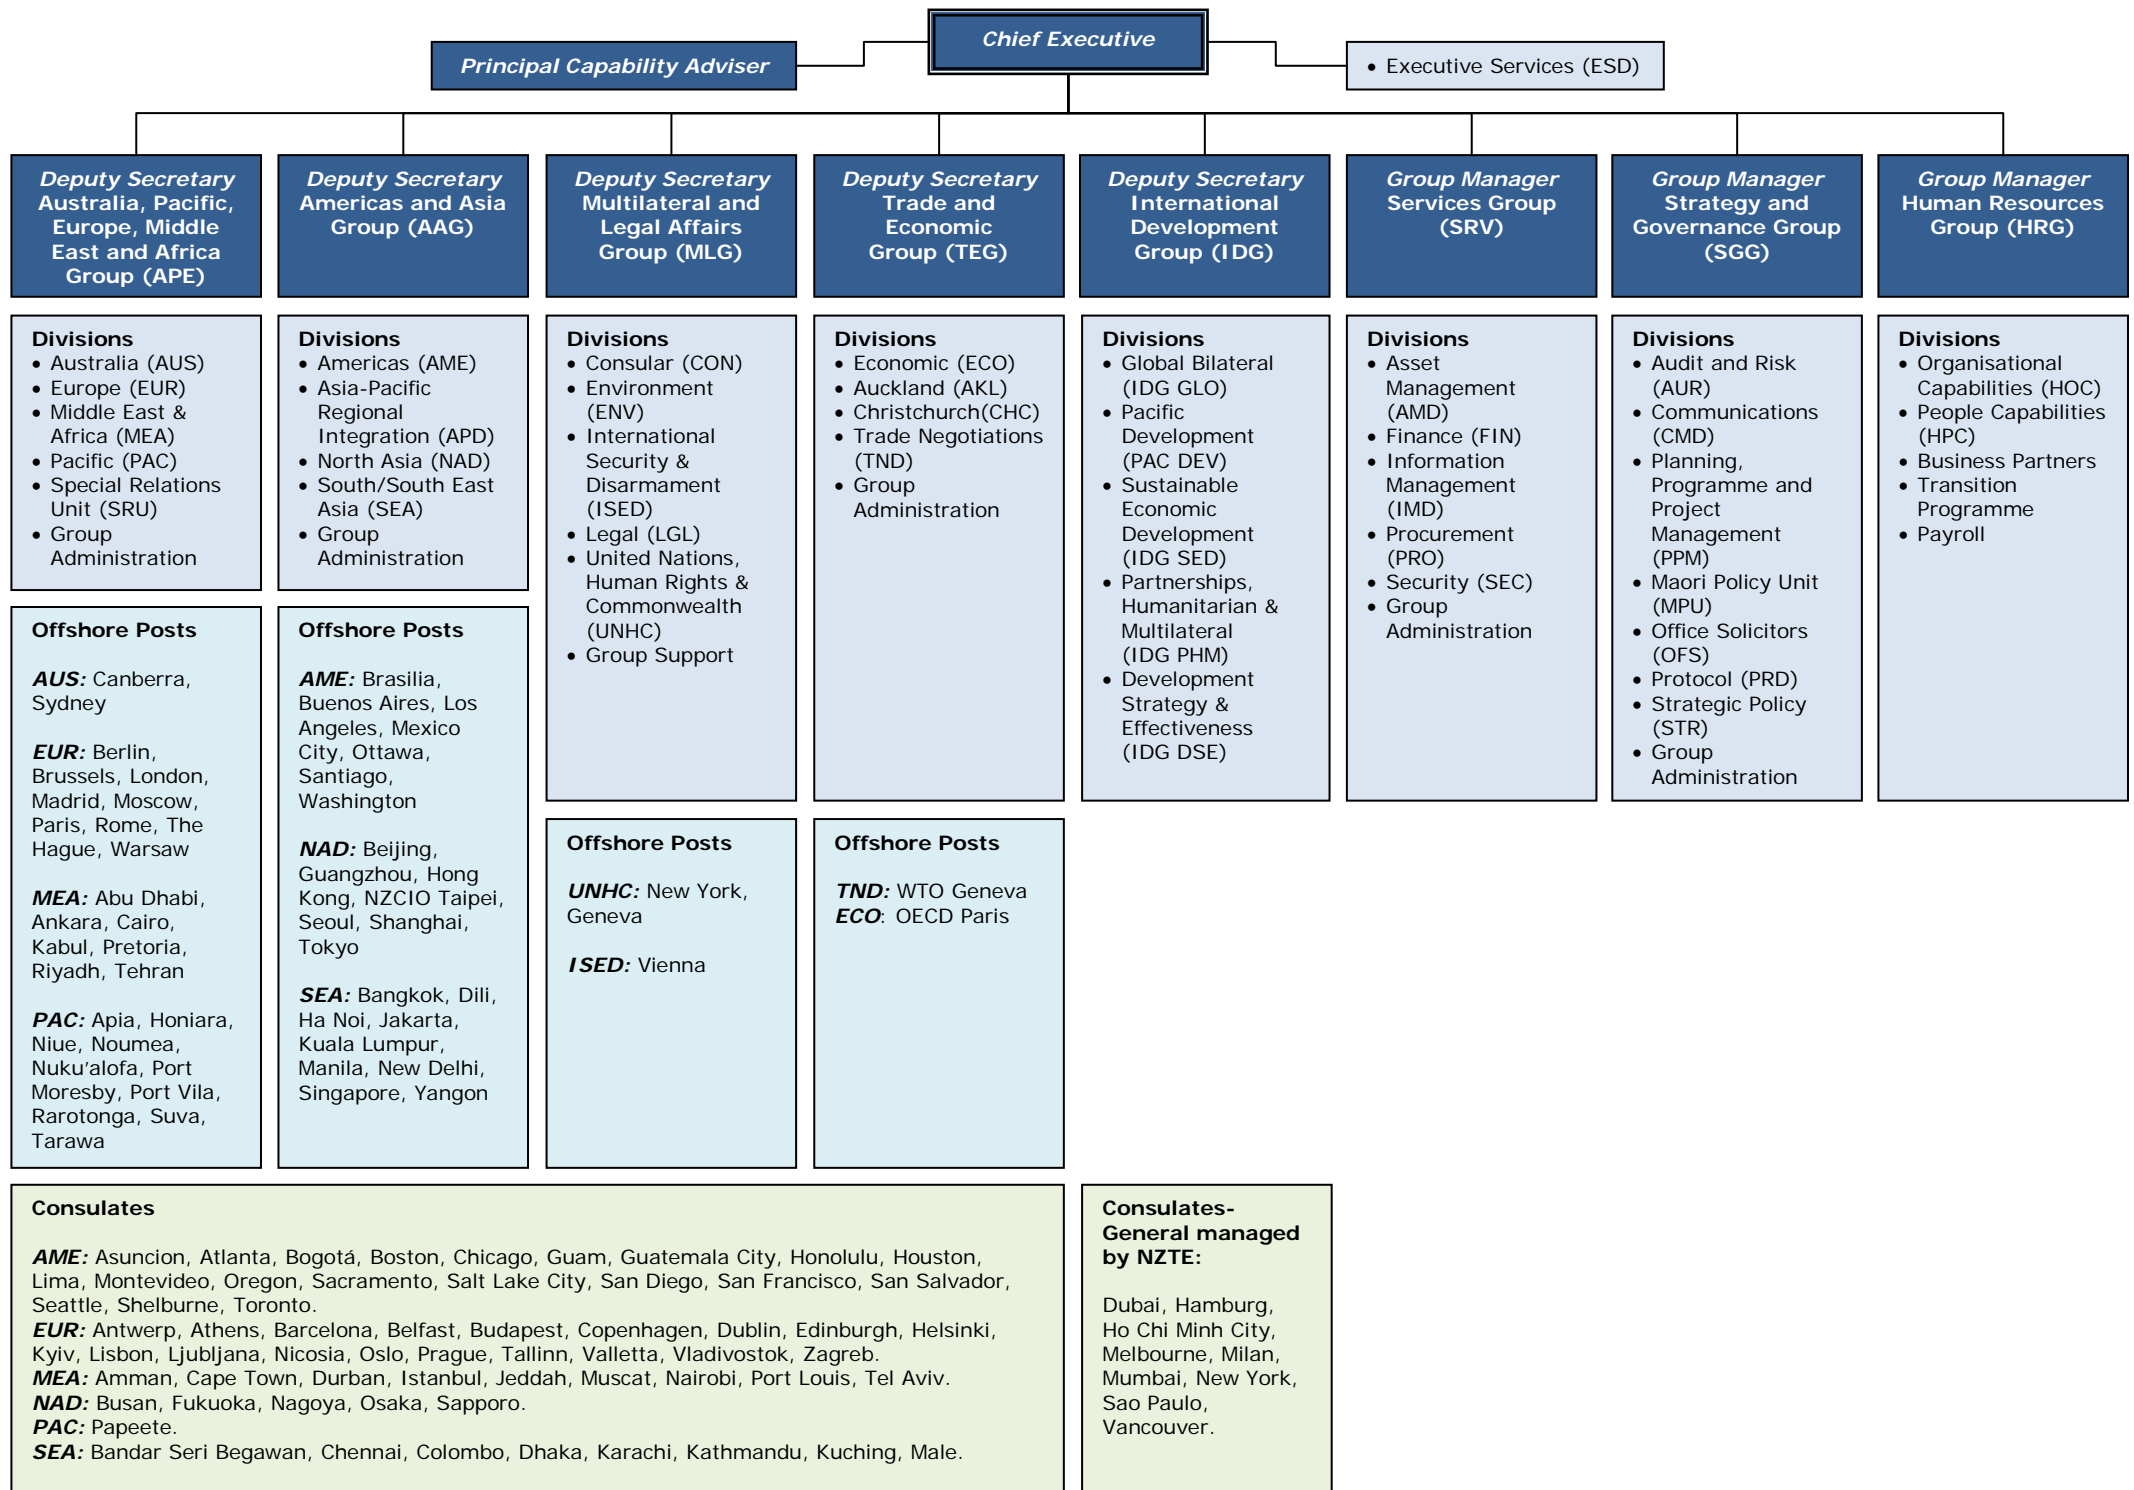 Chief Executive
Principal Capability Adviser
• Executive Services (ESD)
Deputy Secretary
Australia, Pacific,
Europe, Middle
East and Africa
Group (APE)
Deputy Secretary
Americas and Asia
Group (AAG)
Deputy Secretary
Multilateral and
Legal Affairs
Group (MLG)
Deputy Secretary
Trade and
Economic
Group (TEG)
Deputy Secretary
International
Development
Group (IDG)
Group Manager
Services Group
(SRV)
Group Manager
Strategy and
Governance Group
(SGG)
Group Manager
Human Resources
Group (HRG)
Divisions
• Australia (AUS)
• Europe (EUR)
• Middle East &
Africa (MEA)
• Pacific (PAC)
• Special Relations
Unit (SRU)
• Group
Administration
Divisions
• Americas (AME)
• Asia-Pacific
Regional
Integration (APD)
• North Asia (NAD)
• South/South East
Asia (SEA)
• Group
Administration
Divisions
• Consular (CON)
• Environment
(ENV)
• International
Security &
Disarmament
(ISED)
• Legal (LGL)
• United Nations,
Human Rights &
Commonwealth
(UNHC)
• Group Support
Divisions
• Economic (ECO)
• Auckland (AKL)
• Christchurch(CHC)
• Trade Negotiations
(TND)
• Group
Administration
Divisions
• Global Bilateral
(IDG GLO)
• Pacific
Development
(PAC DEV)
• Sustainable
Economic
Development
(IDG SED)
• Partnerships,
Humanitarian &
Multilateral
(IDG PHM)
• Development
Strategy &
Effectiveness
(IDG DSE)
Divisions
• Asset
Management
(AMD)
• Finance (FIN)
• Information
Management
(IMD)
• Procurement
(PRO)
• Security (SEC)
• Group
Administration
Divisions
• Audit and Risk
(AUR)
• Communications
(CMD)
• Planning,
Programme and
Project
Management
(PPM)
• Maori Policy Unit
(MPU)
• Office Solicitors
(OFS)
• Protocol (PRD)
• Strategic Policy
(STR)
• Group
Administration
Divisions
• Organisational
Capabilities (HOC)
• People Capabilities
(HPC)
• Business Partners
• Transition
Programme
• Payroll
Offshore Posts
AUS: Canberra,
Sydney
EUR: Berlin,
Brussels, London,
Madrid, Moscow,
Paris, Rome, The
Hague, Warsaw
MEA: Abu Dhabi,
Ankara, Cairo,
Kabul, Pretoria,
Riyadh, Tehran
PAC: Apia, Honiara,
Niue, Noumea,
Nuku’alofa, Port
Moresby, Port Vila,
Rarotonga, Suva,
Tarawa
Offshore Posts
AME: Brasilia,
Buenos Aires, Los
Angeles, Mexico
City, Ottawa,
Santiago,
Washington
NAD: Beijing,
Guangzhou, Hong
Kong, NZCIO Taipei,
Seoul, Shanghai,
Tokyo
SEA: Bangkok, Dili,
Ha Noi, Jakarta,
Kuala Lumpur,
Manila, New Delhi,
Singapore, Yangon
Offshore Posts
UNHC: New York,
Geneva
ISED: Vienna
Offshore Posts
TND: WTO Geneva
ECO: OECD Paris
Consulates
AME: Asuncion, Atlanta, Bogotá, Boston, Chicago, Guam, Guatemala City, Honolulu, Houston,
Lima, Montevideo, Oregon, Sacramento, Salt Lake City, San Diego, San Francisco, San Salvador,
Seattle, Shelburne, Toronto.
EUR: Antwerp, Athens, Barcelona, Belfast, Budapest, Copenhagen, Dublin, Edinburgh, Helsinki,
Kyiv, Lisbon, Ljubljana, Nicosia, Oslo, Prague, Tallinn, Valletta, Vladivostok, Zagreb.
MEA: Amman, Cape Town, Durban, Istanbul, Jeddah, Muscat, Nairobi, Port Louis, Tel Aviv.
NAD: Busan, Fukuoka, Nagoya, Osaka, Sapporo.
PAC: Papeete.
SEA: Bandar Seri Begawan, Chennai, Colombo, Dhaka, Karachi, Kathmandu, Kuching, Male.
Consulates-
General managed
by NZTE:
Dubai, Hamburg,
Ho Chi Minh City,
Melbourne, Milan,
Mumbai, New York,
Sao Paulo,
Vancouver.